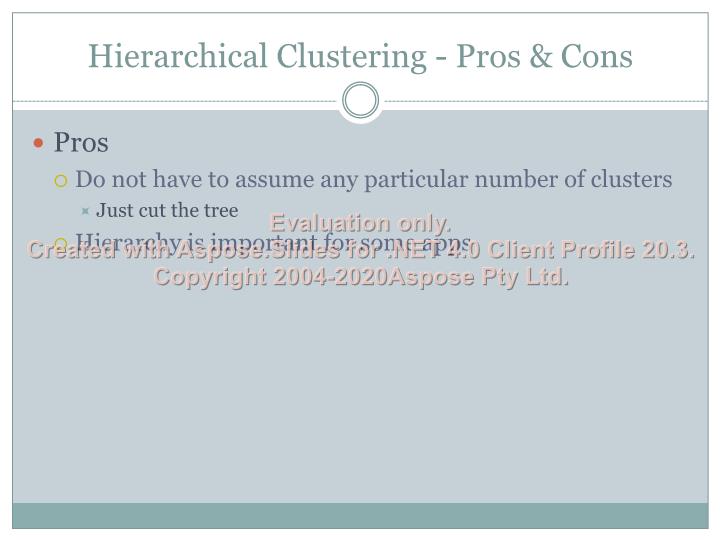 Hierarchical Clustering - Pros & Cons
Pros
Do not have to assume any particular number of clusters
Just cut the tree
Evaluation only.
Hierarchy is important for some apps
Created with Aspose.Slides for .NET 4.0 Client Profile 20.3.
Copyright 2004-2020Aspose Pty Ltd.